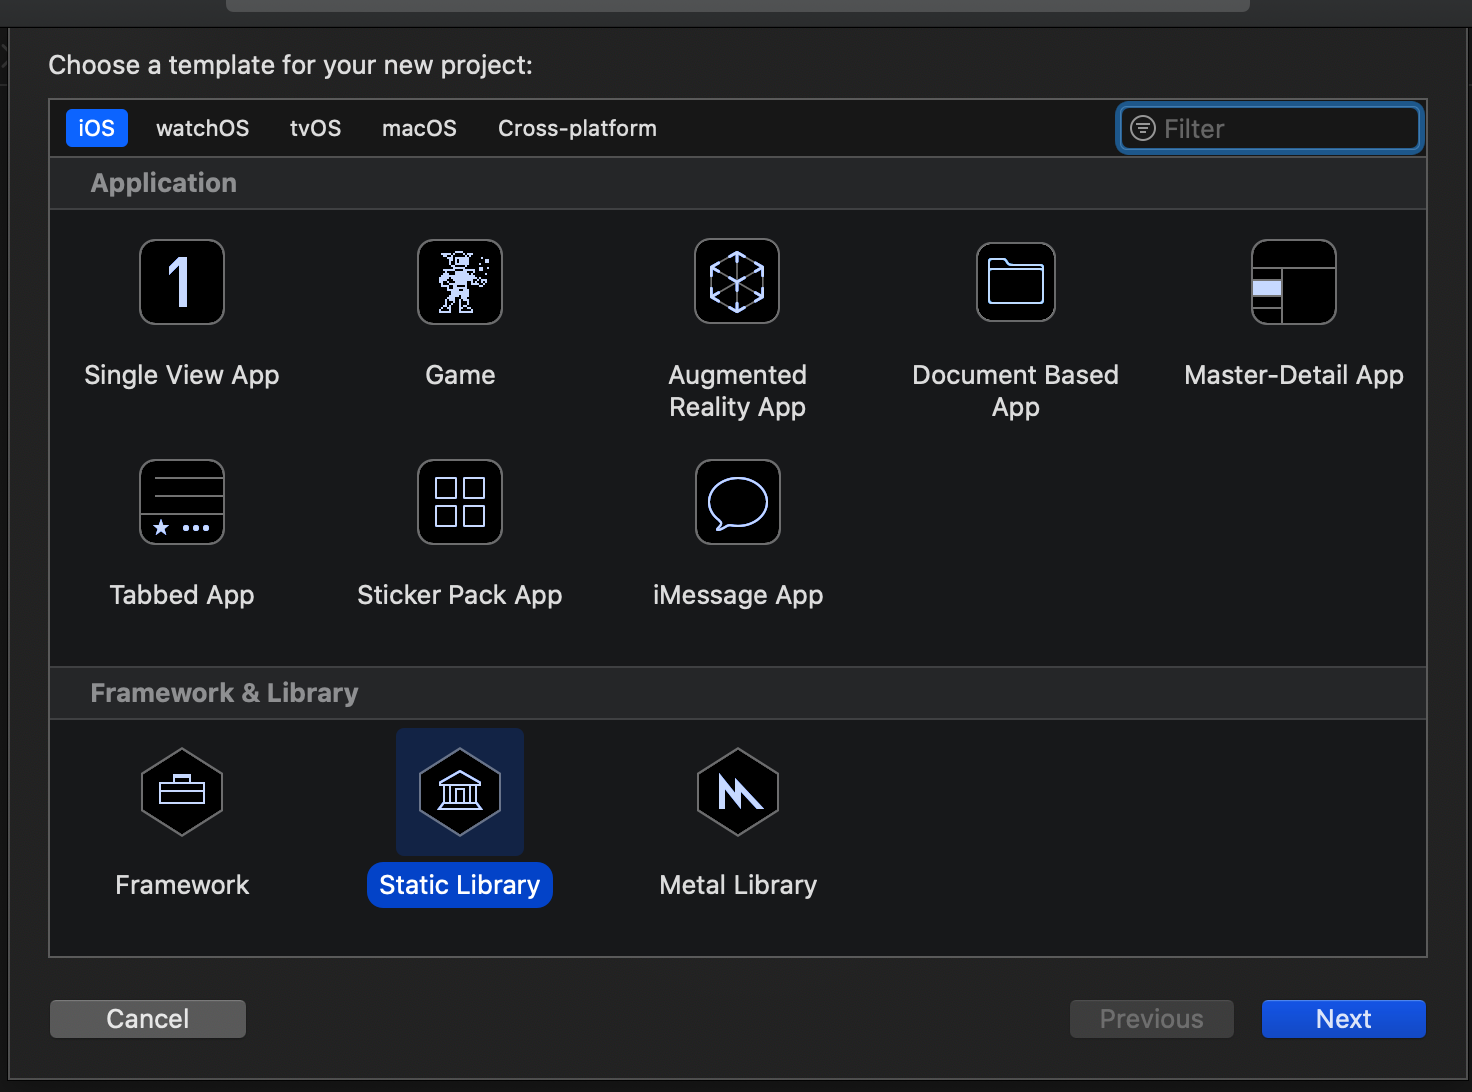 Choose a template for your new project:
iOS watchOS tvOS macOS Cross-platform Filter
Application
1
Single View App Game Augmented Reality App Document Based App Master-Detail App
Tabbed App Sticker Pack App iMessage App
Framework & Library
Framework Static Library Metal Library
Cancel Previous Next